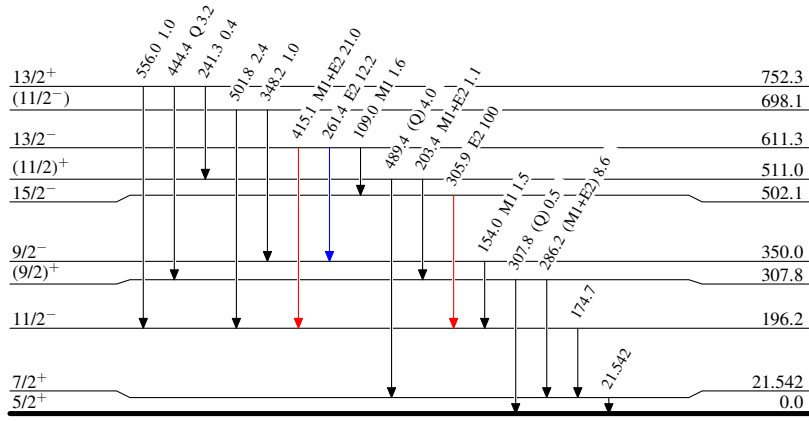 556.0 1.0
444.4 Q 3.2
241.3 0.4
501.8 2.4
348.2 1.0
415.1 M1+E2 21.0
261.4 E2 12.2
109.0 M1 1.6
489.4 (Q) 4.0
203.4 M1+E2 1.1
305.9 E2 100
154.0 M1 1.5
307.8 (Q) 0.5
286.2 (M1+E2) 8.6
174.7
21.542
13/2+ 752.3
(11/2−) 698.1
13/2− 611.3
(11/2)+ 511.0
15/2− 502.1
9/2− 350.0
(9/2)+ 307.8
11/2− 196.2
7/2+ 21.542
5/2+ 0.0